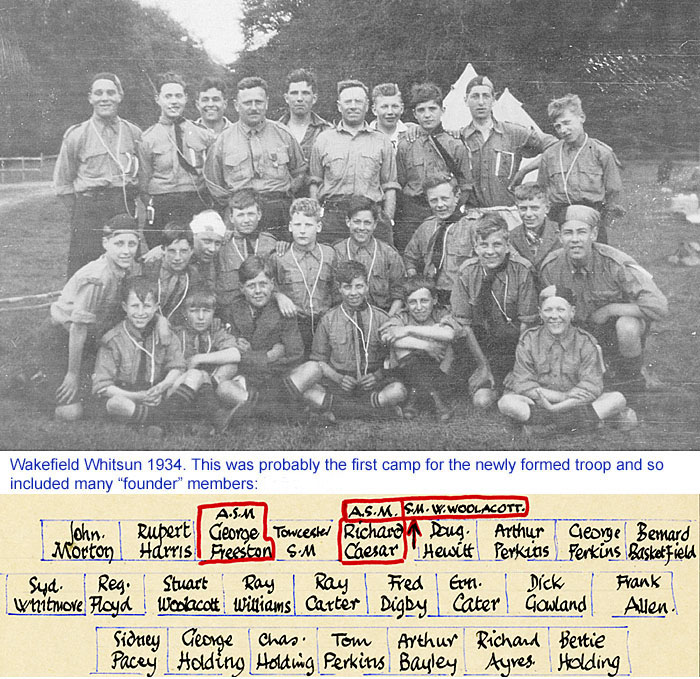 Wakefield Whitsun 1934. This was probably the first camp for the newly formed troop and so
included many “founder” members:
A.S.M
A.S.M. S.M. W. WOOLACOTT.
John. Morton
Rupert Harris
George Freeston
Towcester S.M
Richard Caesar
Doug. Hewitt
Arthur Perkins
George Perkins
Bernard Basketfield
Syd. Whitmore
Reg. Floyd
Stuart Woolacott
Ray Williams
Ray Carter
Fred Digby
Ern. Cater
Dick Gowland
Frank Allen.
Sidney Pacey
George Holding
Chas. Holding
Tom Perkins
Arthur Bayley
Richard Ayres.
Bertie Holding